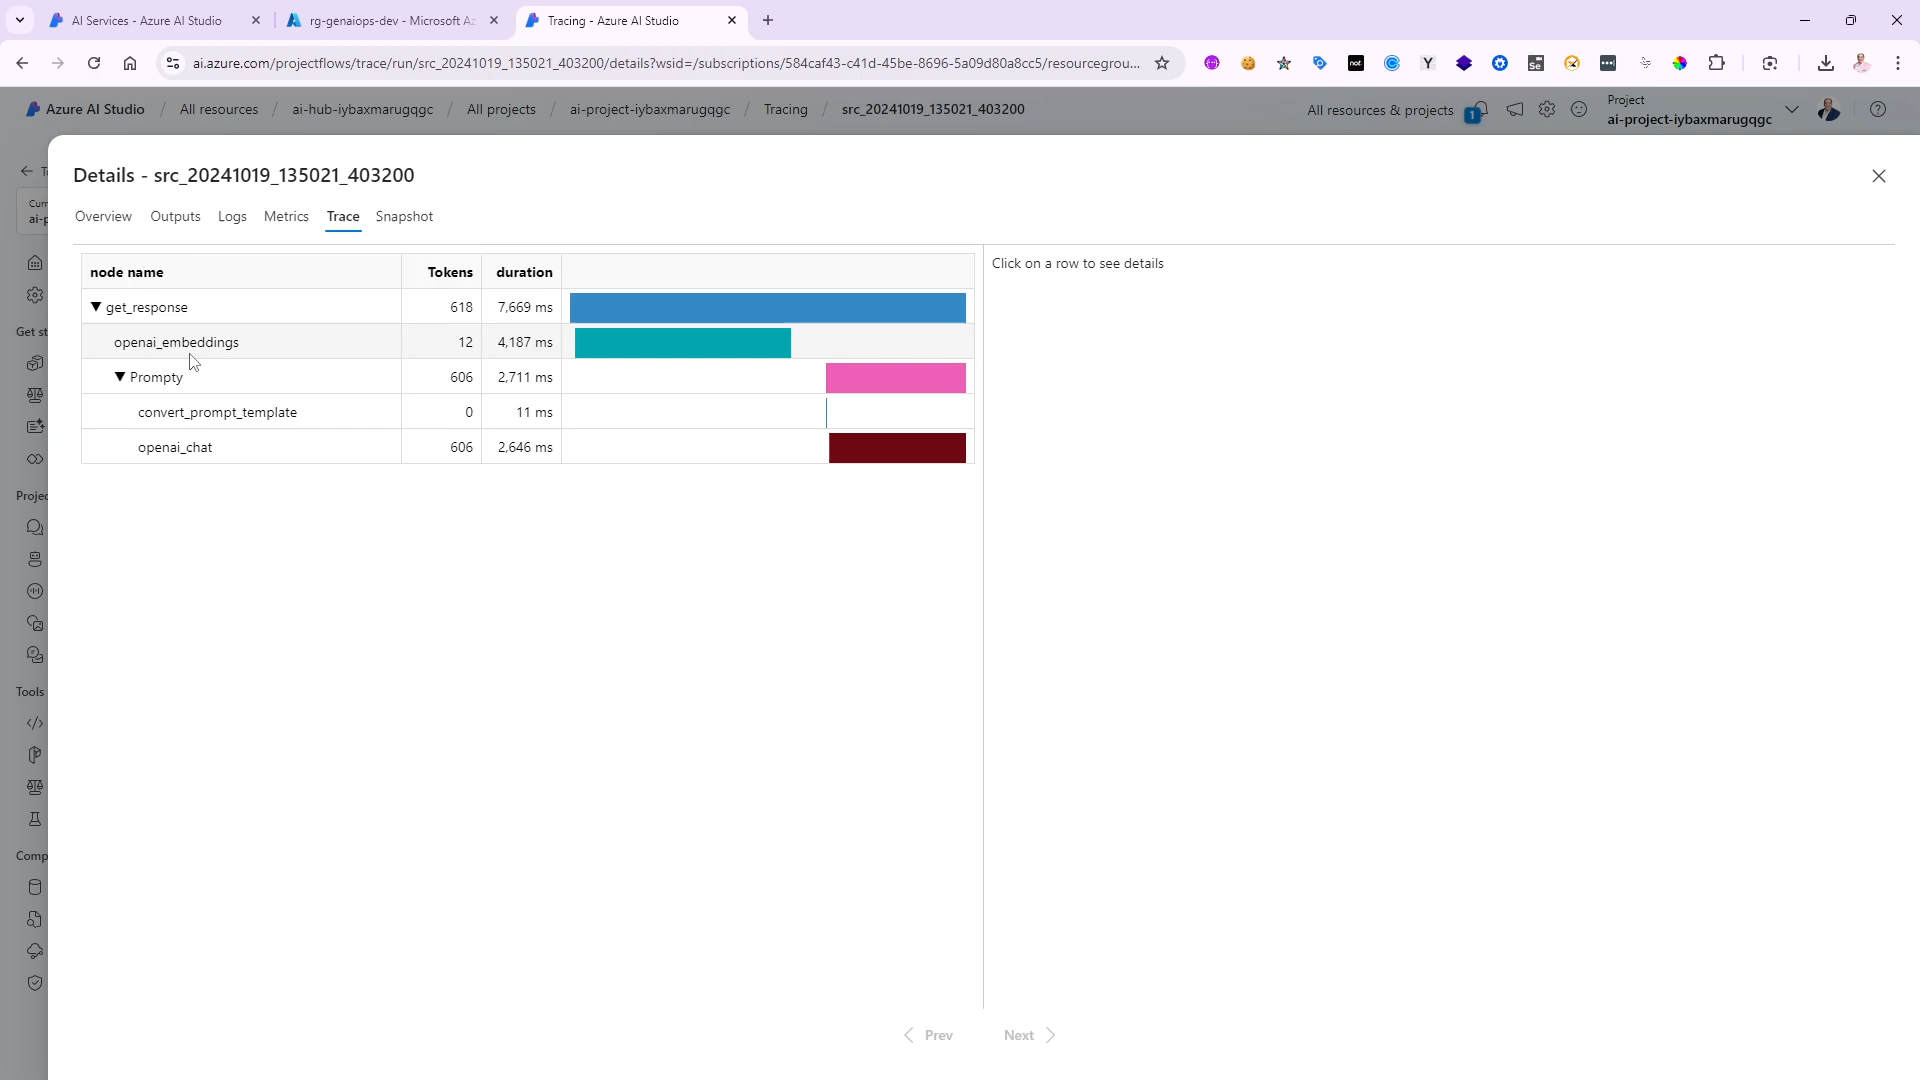 AI Services - Azure AI Studio
rg-genaiops-dev - Microsoft Az
Tracing - Azure AI Studio
ai.azure.com/projectflows/trace/run/src_20241019_135021_403200/details?wsid=/subscriptions/584caf43-c41d-45be-8696-5a09d80a8cc5/resourcegrou...
not.
Y
Se
Azure AI Studio / All resources / ai-hub-iybaxmarugqgc / All projects / ai-project-iybaxmarugqgc / Tracing / src_20241019_135021_403200
All resources & projects
1
Project
ai-project-iybaxmarugqgc
Details - src_20241019_135021_403200
Overview Outputs Logs Metrics Trace Snapshot
Curr
ai-p
Get st
Projec
Tools
Comp
node name Tokens duration
get_response 618 7,669 ms
openai_embeddings 12 4,187 ms
Prompty 606 2,711 ms
convert_prompt_template 0 11 ms
openai_chat 606 2,646 ms
Click on a row to see details
Prev Next